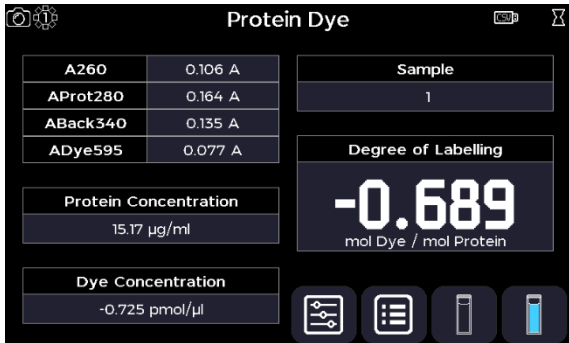 1
Protein Dye
CSV
A260 0.106 A
AProt280 0.164 A
ABack340 0.135 A
ADye595 0.077 A
Sample
1
Degree of Labelling
-0.689
mol Dye / mol Protein
Protein Concentration
15.17 µg/ml
Dye Concentration
-0.725 pmol/µl